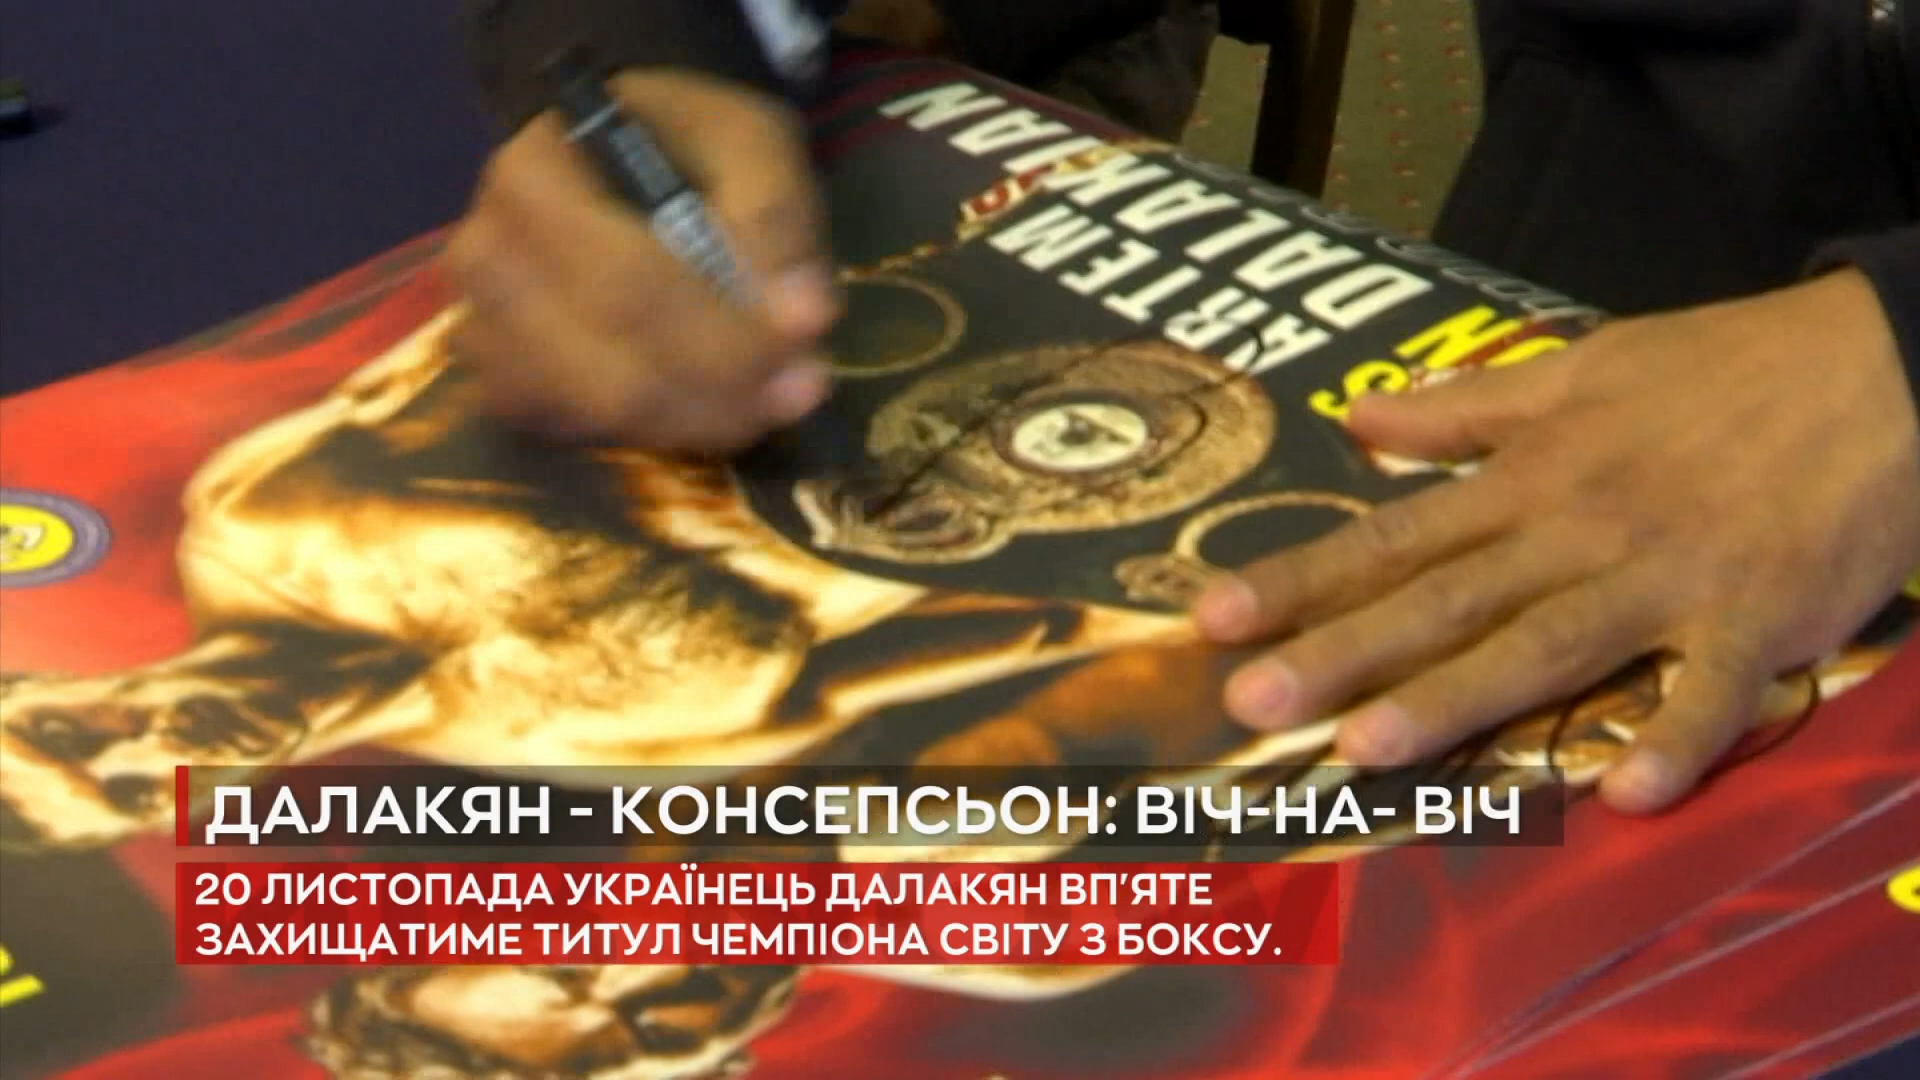 ARTEM
DALAKIAN
ДАЛАКЯН - КОНСЕПСЬОН: ВІЧ-НА- ВІЧ
20 ЛИСТОПАДА УКРАЇНЕЦЬ ДАЛАКЯН ВП'ЯТЕ
ЗАХИЩАТИМЕ ТИТУЛ ЧЕМПІОНА СВІТУ З БОКСУ.